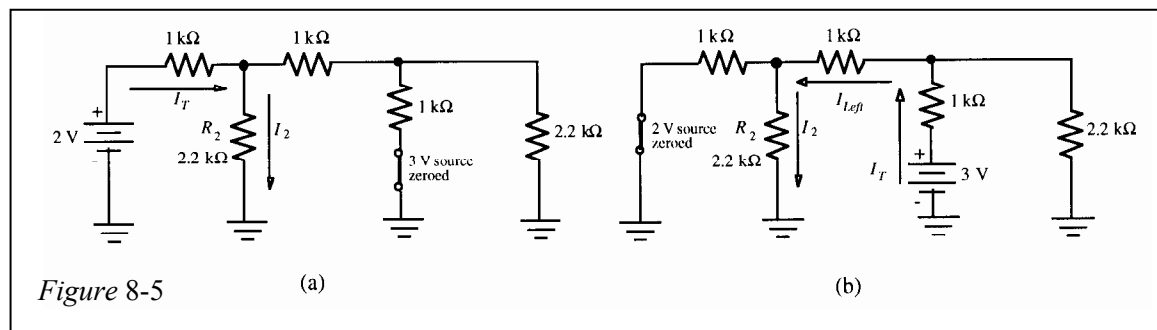 1 kΩ
1 kΩ
I_T
+
2 V
-
R_2
2.2 kΩ
I_2
1 kΩ
3 V source
zeroed
2.2 kΩ
(a)
1 kΩ
1 kΩ
I_Left
2 V source
zeroed
R_2
2.2 kΩ
I_2
I_T
1 kΩ
+
3 V
-
2.2 kΩ
(b)
Figure 8-5